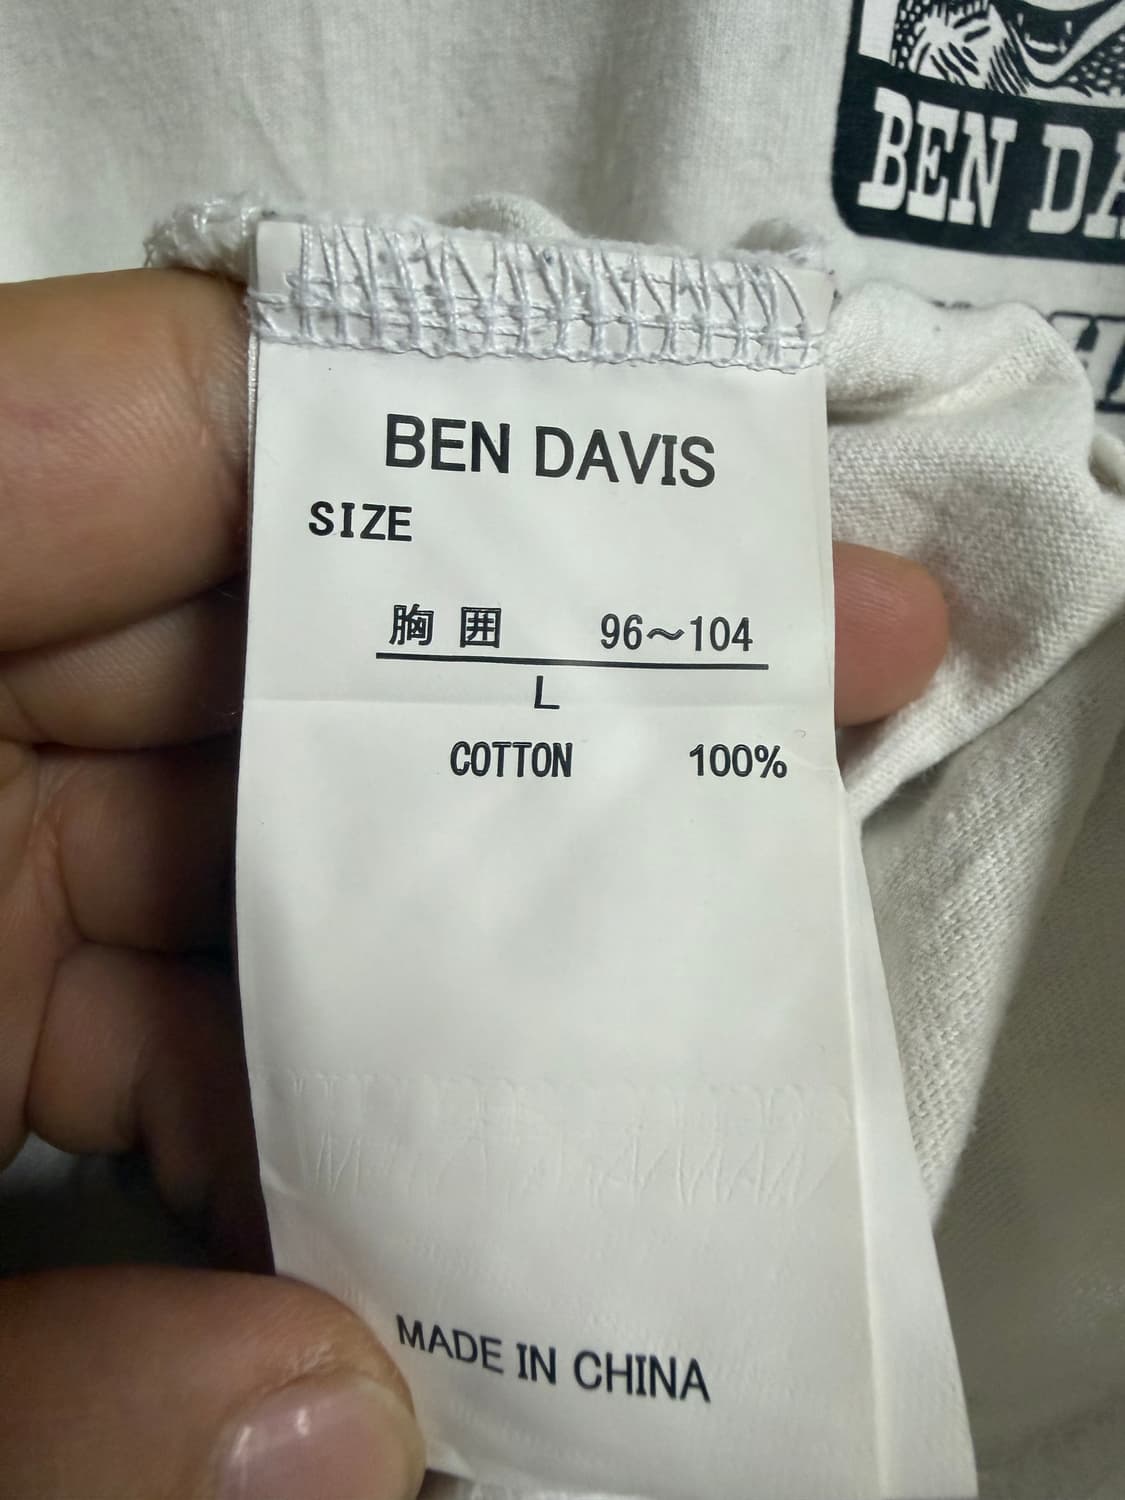 BEN DA
BEN DAVIS
SIZE
胸囲 96～104
L
COTTON 100%
MADE IN CHINA